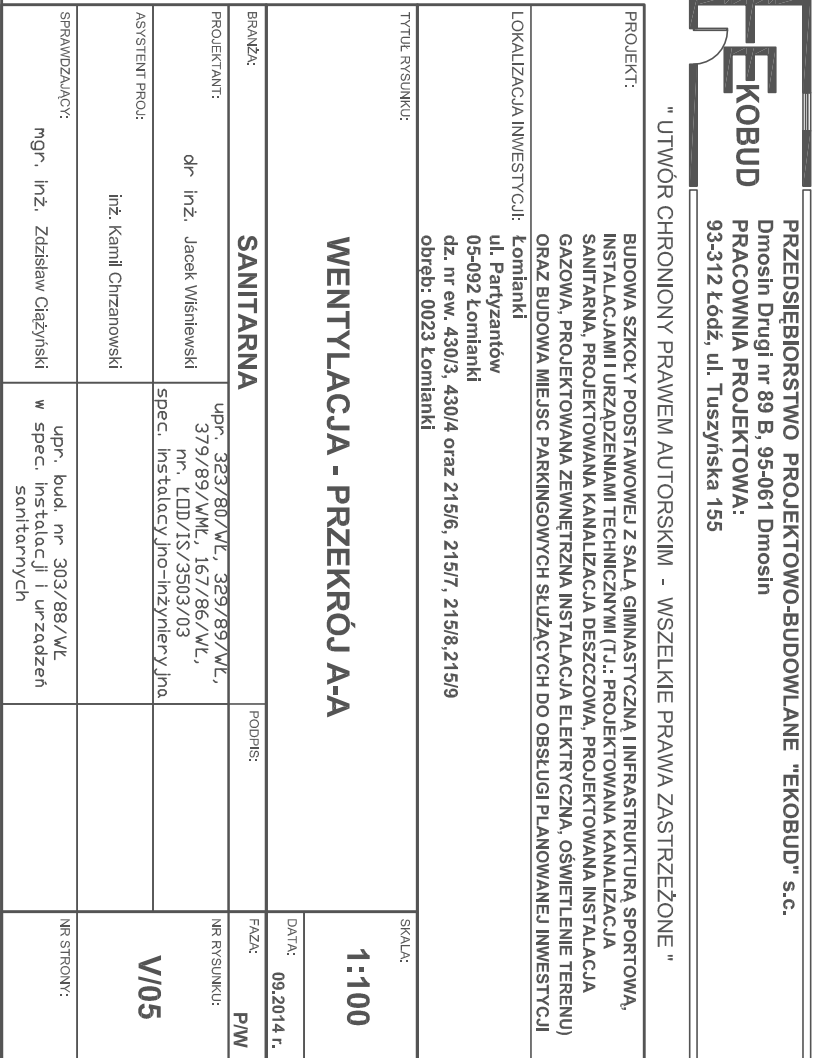 EKOBUD
PRZEDSIĘBIORSTWO PROJEKTOWO-BUDOWLANE "EKOBUD" s.c.
Dmosin Drugi nr 89 B, 95-061 Dmosin
PRACOWNIA PROJEKTOWA:
93-312 Łódź, ul. Tuszyńska 155
" UTWÓR CHRONIONY PRAWEM AUTORSKIM - WSZELKIE PRAWA ZASTRZEŻONE "
PROJEKT:
BUDOWA SZKOŁY PODSTAWOWEJ Z SALĄ GIMNASTYCZNĄ I INFRASTRUKTURĄ SPORTOWĄ,
INSTALACJAMI I URZĄDZENIAMI TECHNICZNYMI (TJ.: PROJEKTOWANA KANALIZACJA
SANITARNA, PROJEKTOWANA KANALIZACJA DESZCZOWA, PROJEKTOWANA INSTALACJA
GAZOWA, PROJEKTOWANA ZEWNĘTRZNA INSTALACJA ELEKTRYCZNA, OŚWIETLENIE TERENU)
ORAZ BUDOWA MIEJSC PARKINGOWYCH SŁUŻĄCYCH DO OBSŁUGI PLANOWANEJ INWESTYCJI
LOKALIZACJA INWESTYCJI: Łomianki
ul. Partyzantów
05-092 Łomianki
dz. nr ew. 430/3, 430/4 oraz 215/6, 215/7, 215/8,215/9
obręb: 0023 Łomianki
TYTUŁ RYSUNKU:
WENTYLACJA - PRZEKRÓJ A-A
SKALA:
1:100
DATA: 09.2014 r.
BRANŻA:
SANITARNA
PODPIS:
FAZA: P/W
PROJEKTANT:
dr inż. Jacek Wiśniewski
upr. 323/80/WŁ, 329/89/WŁ,
379/89/WMŁ, 167/86/WŁ,
nr. ŁOD/IS/3503/03
spec. instalacyjno-inżynieryjna
NR RYSUNKU:
V/05
ASYSTENT PROJ:
inż. Kamil Chrzanowski
SPRAWDZAJĄCY:
mgr. inż. Zdzisław Ciążyński
upr. bud. nr 303/88/WŁ
w spec. instalacji i urządzeń
sanitarnych
NR STRONY: